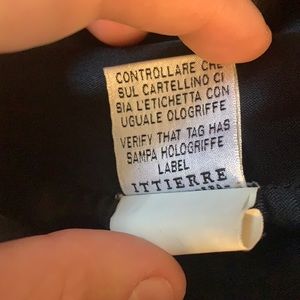 CONTROLLARE CHE
SUL CARTELLINO CI
SIA L'ETICHETTA CON
UGUALE OLOGRIFFE
VERIFY THAT TAG HAS
SAMPA HOLOGRIFFE
LABEL
ITTIERRE